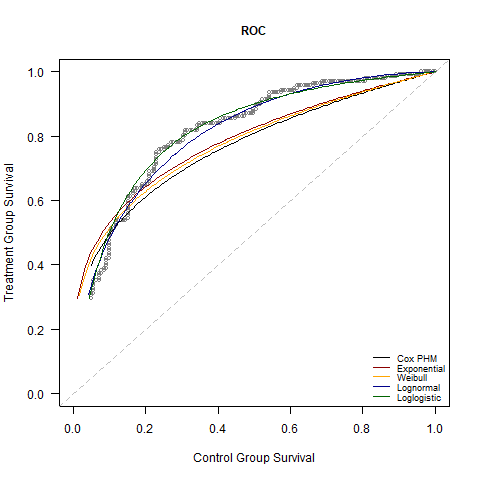 ROC
Treatment Group Survival
1.0
0.8
0.6
0.4
0.2
0.0
Cox PHM
Exponential
Weibull
Lognormal
Loglogistic
0.0 0.2 0.4 0.6 0.8 1.0
Control Group Survival